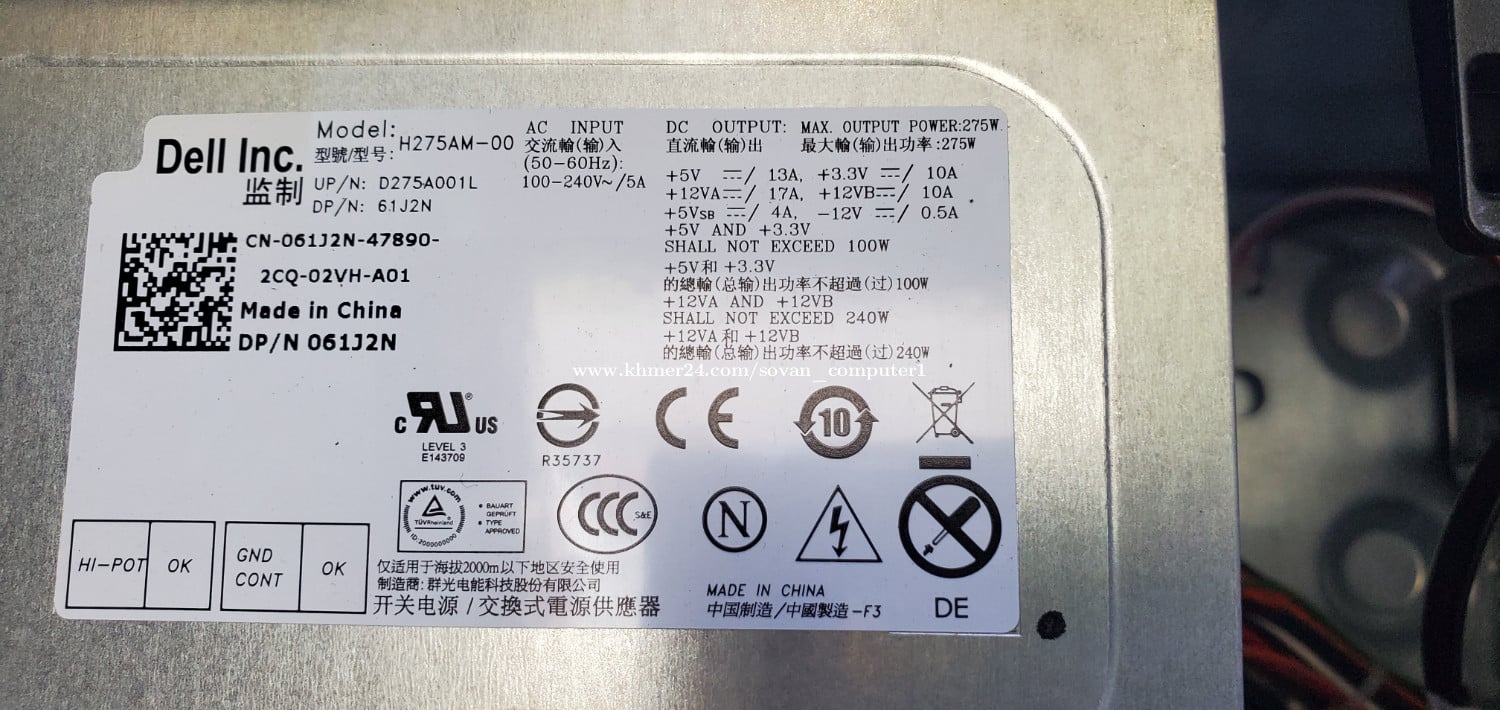 Dell Inc.
监制
Model: H275AM-00
型號/型号:
UP/N: D275A001L
DP/N: 61J2N
CN-061J2N-47890-
2CQ-02VH-A01
Made in China
DP/N 061J2N
AC INPUT
交流輸(输)入
(50-60Hz):
100-240V~/5A
DC OUTPUT: MAX. OUTPUT POWER:275W.
直流輸(输)出 最大輸(输)出功率:275W
+5V ⎓/ 13A, +3.3V ⎓/ 10A
+12VA⎓/ 17A, +12VB⎓/ 10A
+5VSB ⎓/ 4A, -12V ⎓/ 0.5A
+5V AND +3.3V
SHALL NOT EXCEED 100W
+5V和 +3.3V
的總輸(总输)出功率不超過(过)100W
+12VA AND +12VB
SHALL NOT EXCEED 240W
+12VA和 +12VB
的總輸(总输)出功率不超過(过)240W
www.khmer24.com/sovan_computer1
c RU ® US
LEVEL 3
E143709
R35737
CE
10
www.tuv.com
TÜVRheinland ®
ID:2000000000
• BAUART
GEPRÜFT
• TYPE
APPROVED
CCC S&E
N
HI-POT OK
GND
CONT OK
仅适用于海拔2000m以下地区安全使用
制造商: 群光电能科技股份有限公司
开关电源 / 交換式電源供應器
MADE IN CHINA
中国制造/中國製造-F3
DE